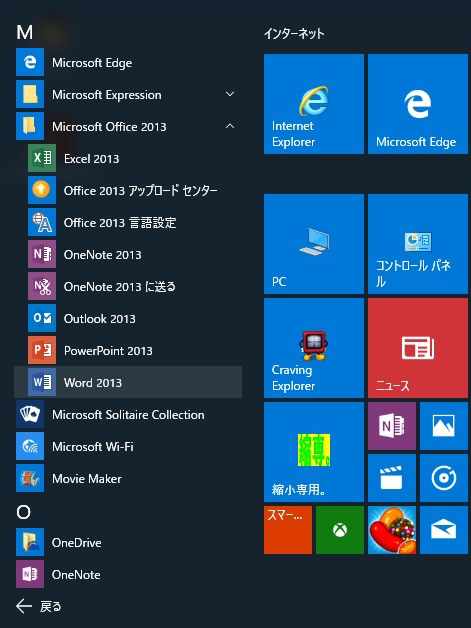 M
Microsoft Edge
Microsoft Expression
Microsoft Office 2013
Excel 2013
Office 2013 アップロード センター
Office 2013 言語設定
OneNote 2013
OneNote 2013 に送る
Outlook 2013
PowerPoint 2013
Word 2013
Microsoft Solitaire Collection
Microsoft Wi-Fi
Movie Maker
O
OneDrive
OneNote
戻る
インターネット
Internet
Explorer
Microsoft Edge
PC
コントロール パネ
ル
Craving
Explorer
ニュース
縮専。
縮小専用。
スマー...